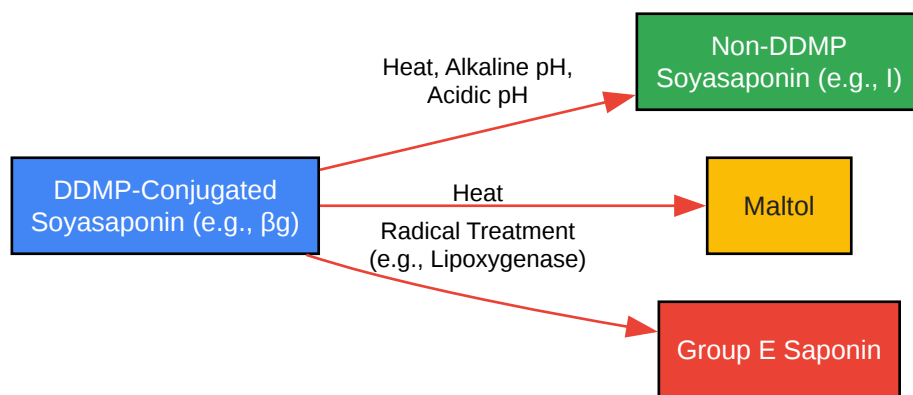 Non-DDMP
Soyasaponin (e.g., I)
Heat, Alkaline pH,
Acidic pH
DDMP-Conjugated
Soyasaponin (e.g., βg)
Heat
Maltol
Radical Treatment
(e.g., Lipoxygenase)
Group E Saponin